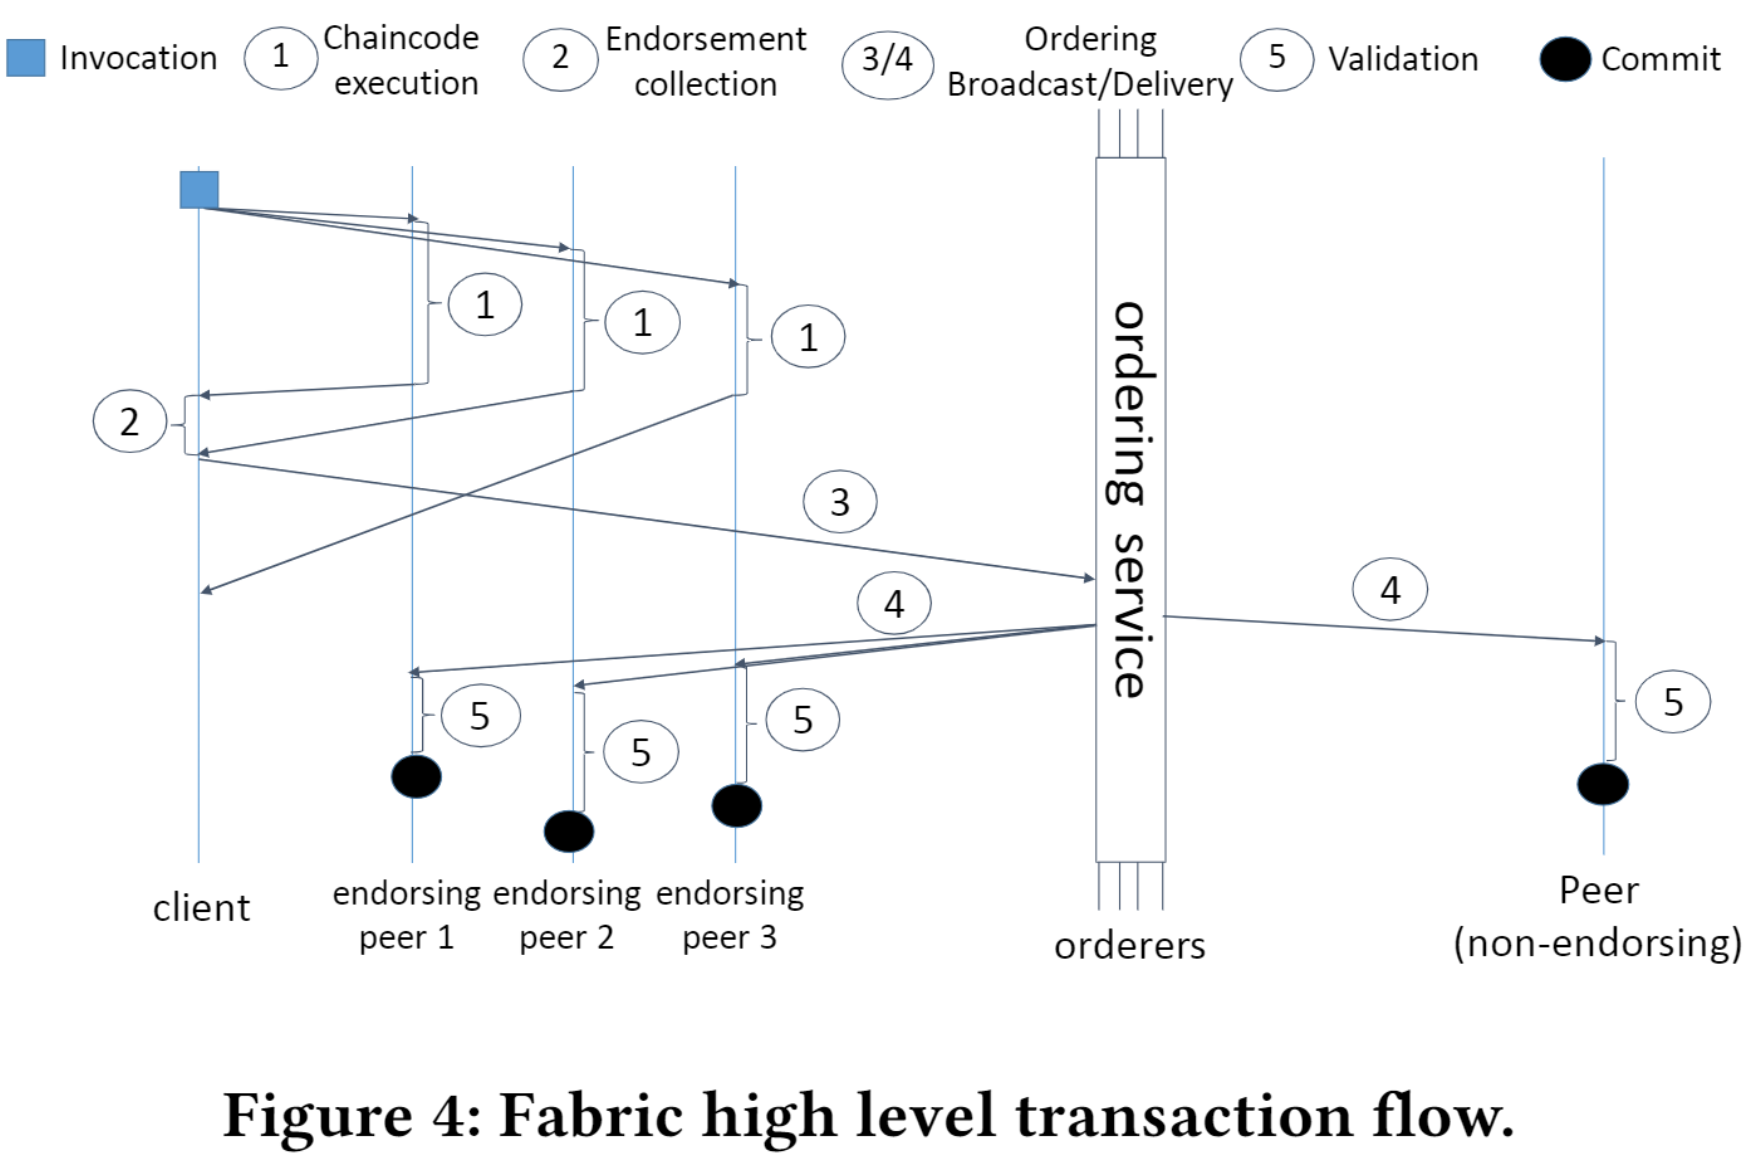 Invocation
1
Chaincode
execution
2
Endorsement
collection
3/4
Ordering
Broadcast/Delivery
5
Validation
Commit
1
1
1
2
3
4
4
5
5
5
5
ordering service
client
endorsing
peer 1
endorsing
peer 2
endorsing
peer 3
orderers
Peer
(non-endorsing)
Figure 4: Fabric high level transaction flow.